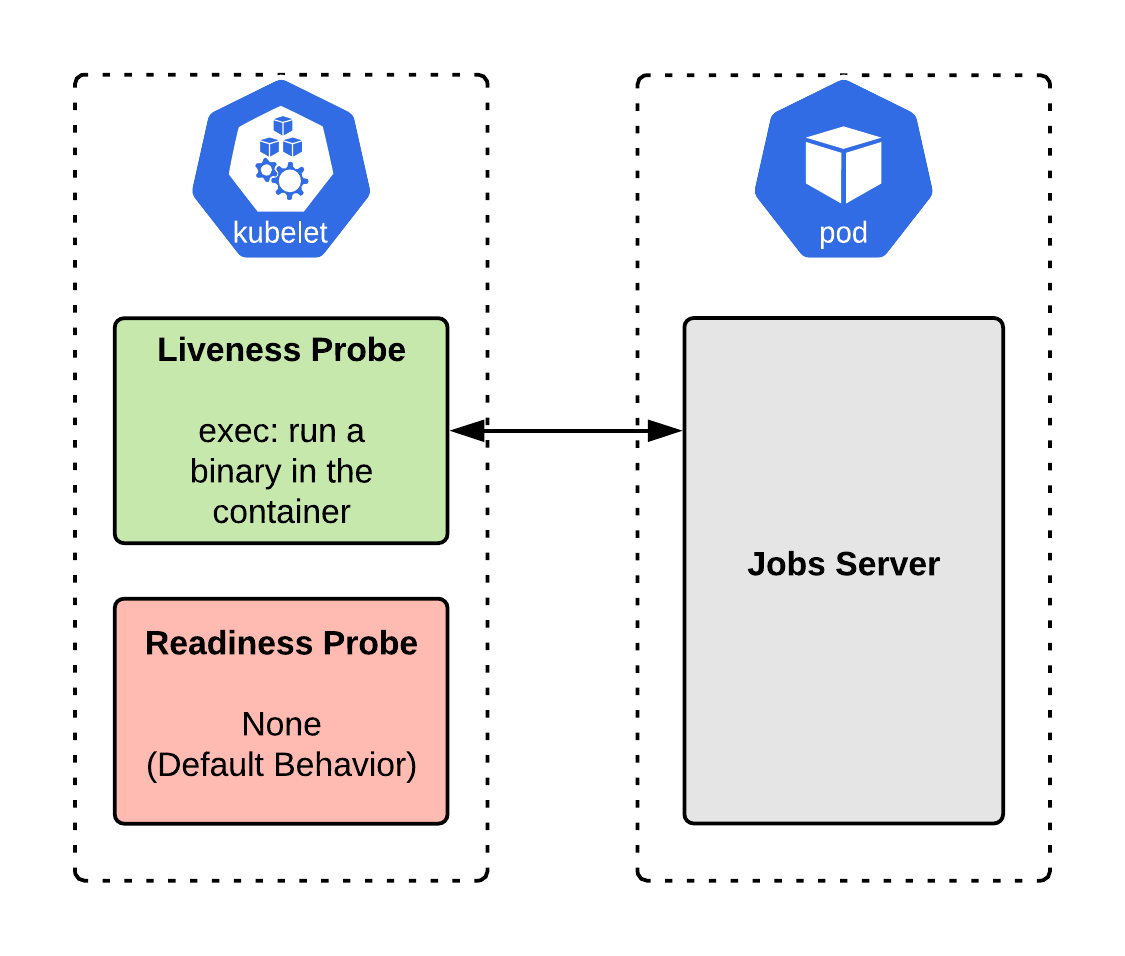 kubelet
Liveness Probe
exec: run a
binary in the
container
Readiness Probe
None
(Default Behavior)
pod
Jobs Server